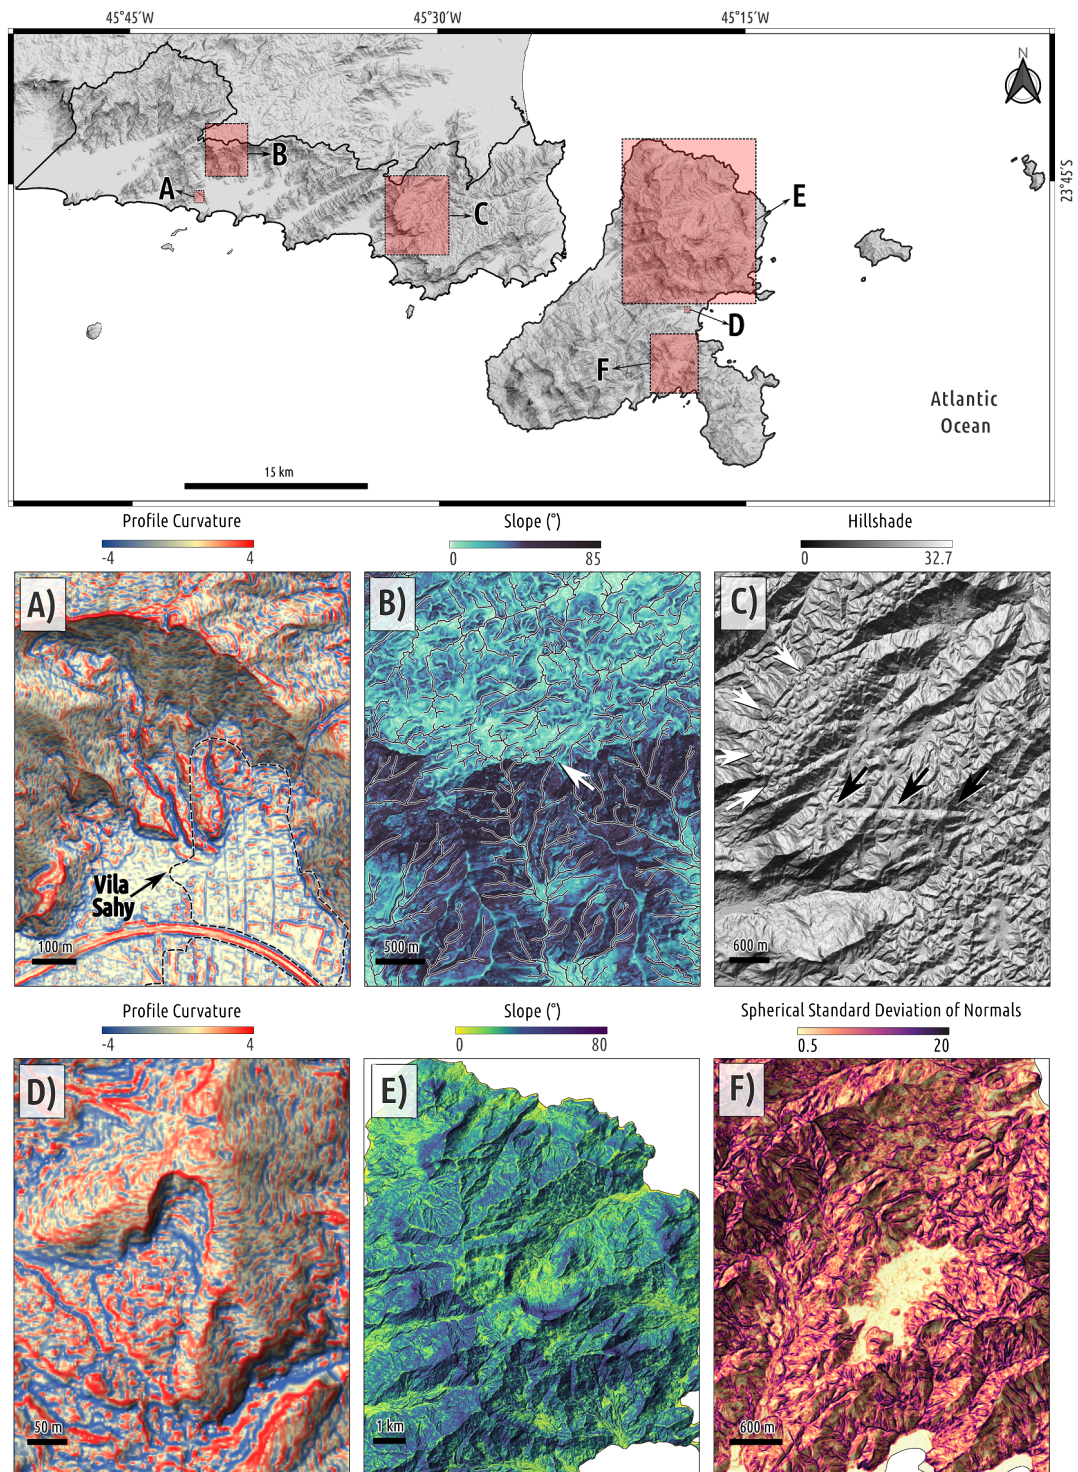 45°45´W 45°30´W 45°15´W
N
23°45´S
A
B
C
D
E
F
Atlantic
Ocean
15 km
Profile Curvature
-4 4
Slope (°)
0 85
Hillshade
0 32.7
A)
Vila
Sahy
100 m
B)
500 m
C)
600 m
Profile Curvature
-4 4
Slope (°)
0 80
Spherical Standard Deviation of Normals
0.5 20
D)
50 m
E)
1 km
F)
600 m